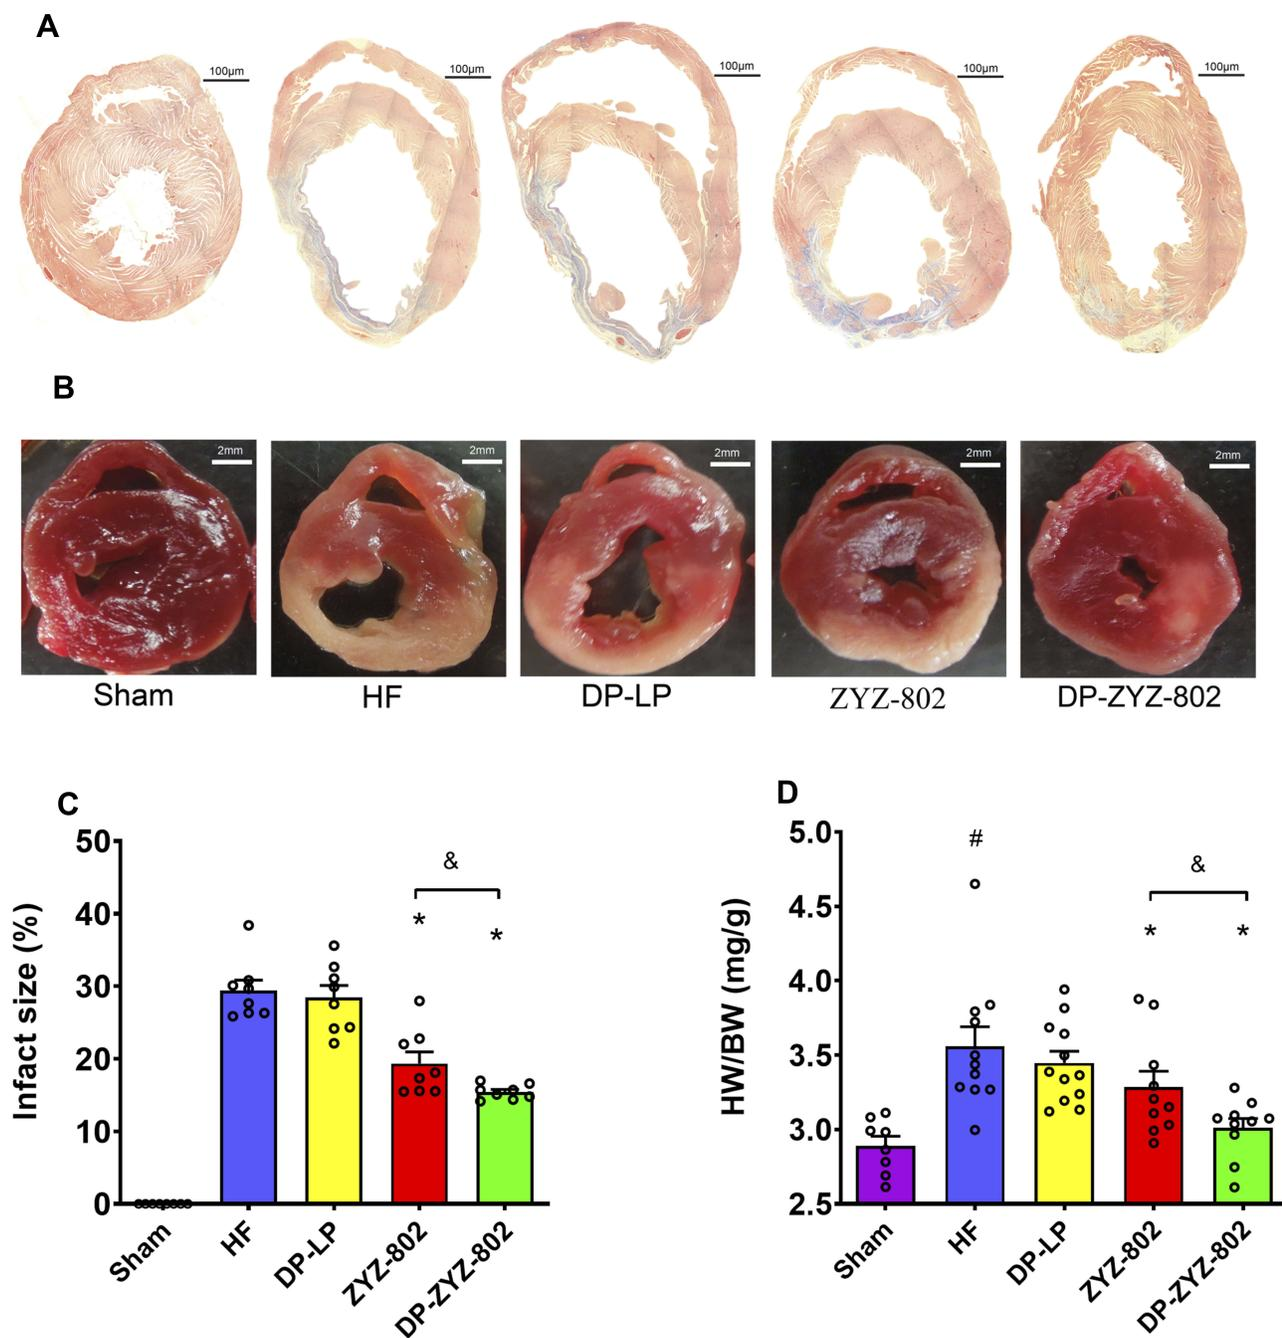 A
100μm
100μm
100μm
100μm
100μm
B
2mm
2mm
2mm
2mm
2mm
Sham
HF
DP-LP
ZYZ-802
DP-ZYZ-802
C
Infact size (%)
50
40
30
20
10
0
&
*
*
Sham
HF
DP-LP
ZYZ-802
DP-ZYZ-802
D
HW/BW (mg/g)
5.0
4.5
4.0
3.5
3.0
2.5
#
&
*
*
Sham
HF
DP-LP
ZYZ-802
DP-ZYZ-802